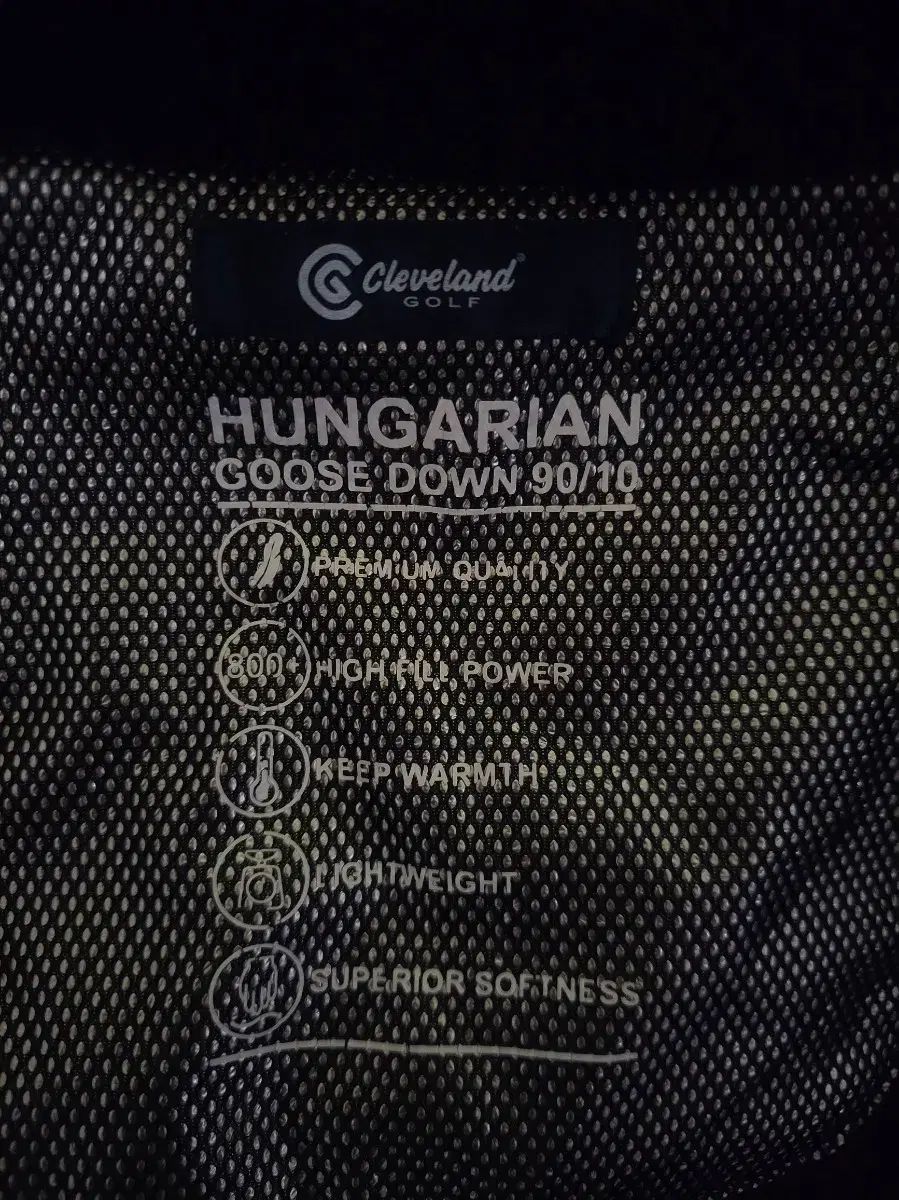 Cleveland®
GOLF
HUNGARIAN
GOOSE DOWN 90/10
PREMIUM QUALITY
800+ HIGH FILL POWER
KEEP WARMTH
LIGHTWEIGHT
SUPERIOR SOFTNESS